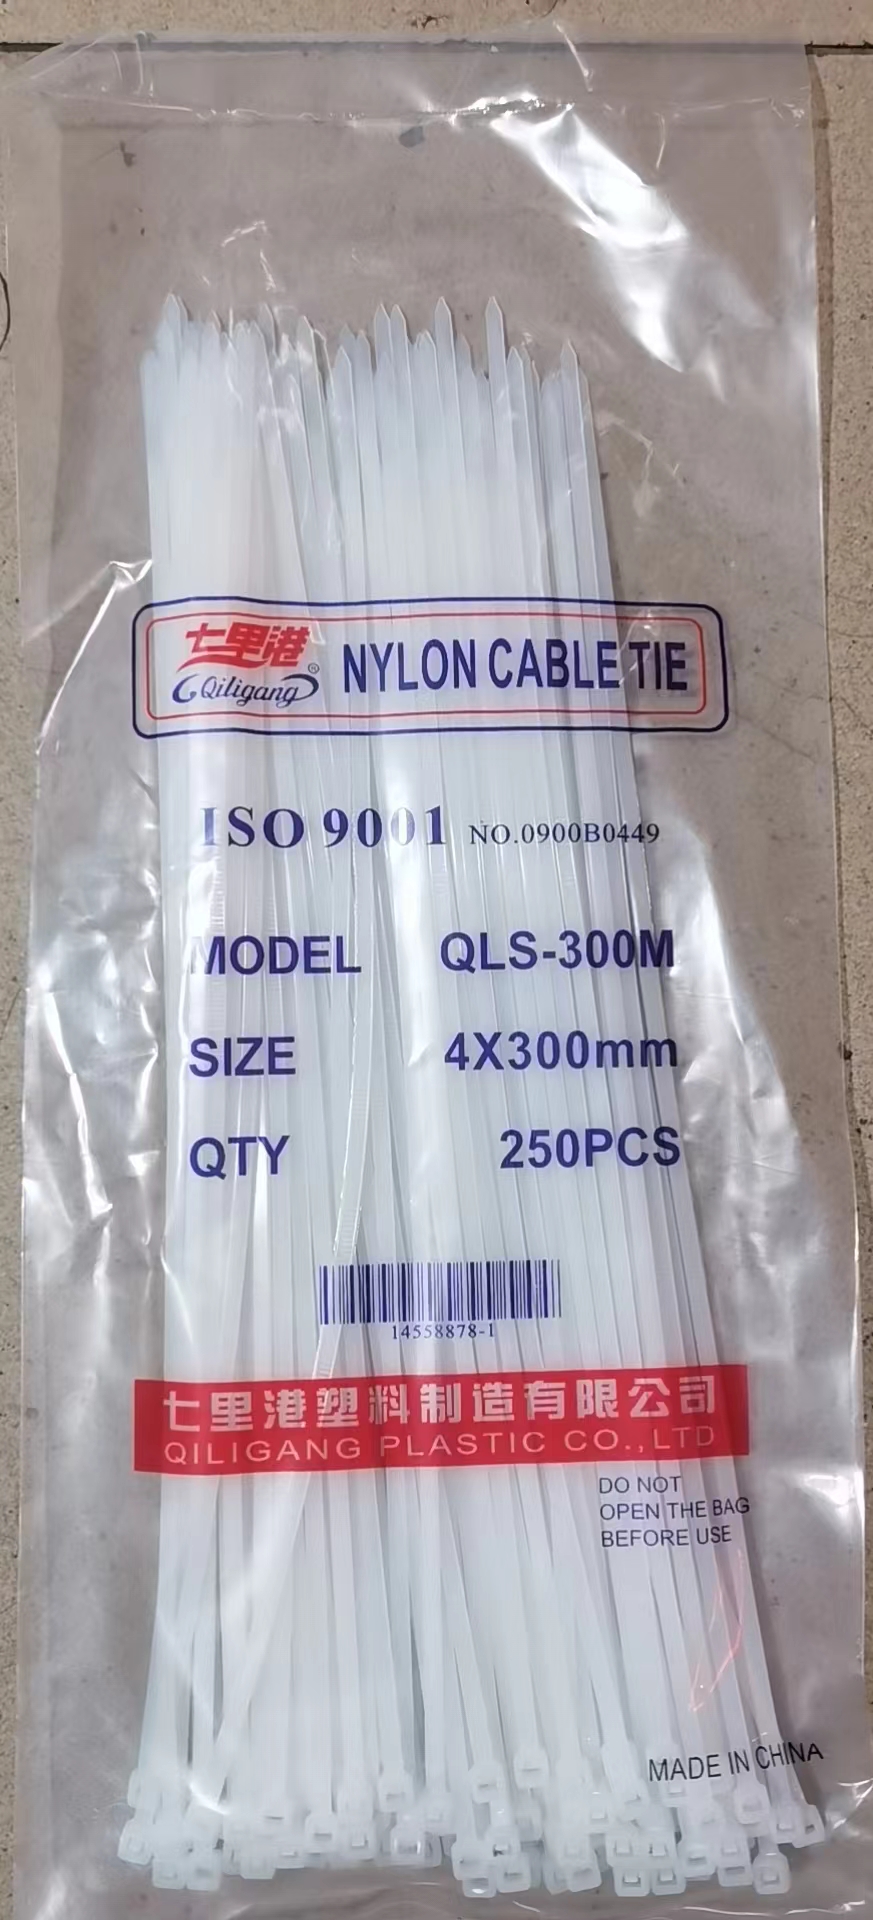 七里港
Qiligang®
NYLON CABLE TIE
ISO 9001 NO.0900B0449
MODEL QLS-300M
SIZE 4X300mm
QTY 250PCS
14558878-1
七里港塑料制造有限公司
QILIGANG PLASTIC CO.,LTD
DO NOT
OPEN THE BAG
BEFORE USE
MADE IN CHINA